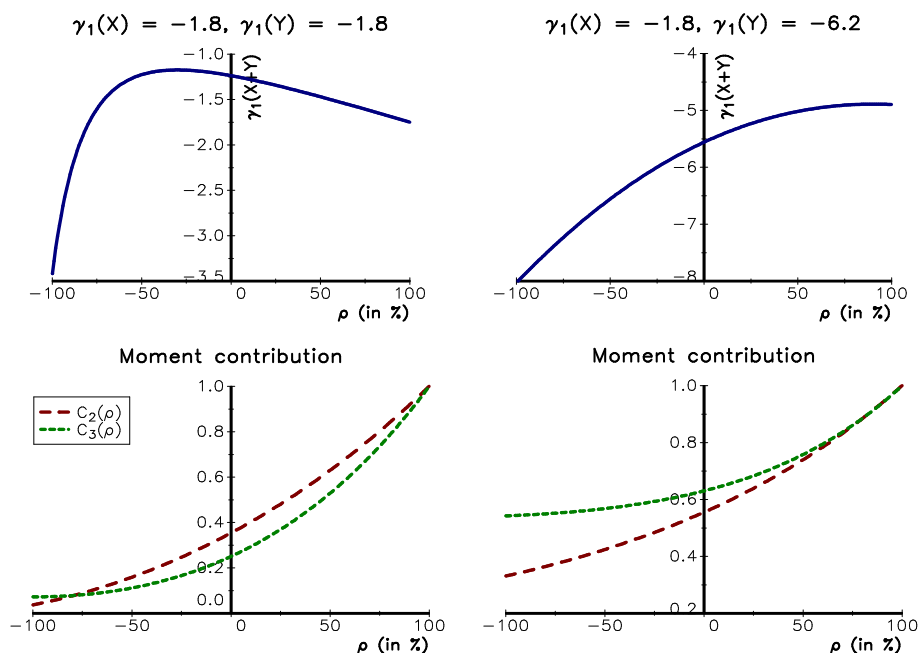 γ₁(X) = −1.8, γ₁(Y) = −1.8
−1.0
−1.5
−2.0
−2.5
−3.0
−3.5
γ₁(X+Y)
−100 −50 0 50 100
ρ (in %)
γ₁(X) = −1.8, γ₁(Y) = −6.2
−4
−5
−6
−7
−8
γ₁(X+Y)
−100 −50 0 50 100
ρ (in %)
Moment contribution
C₂(ρ)
C₃(ρ)
1.0
0.8
0.6
0.4
0.2
0.0
−100 −50 0 50 100
ρ (in %)
Moment contribution
1.0
0.8
0.6
0.4
0.2
−100 −50 0 50 100
ρ (in %)